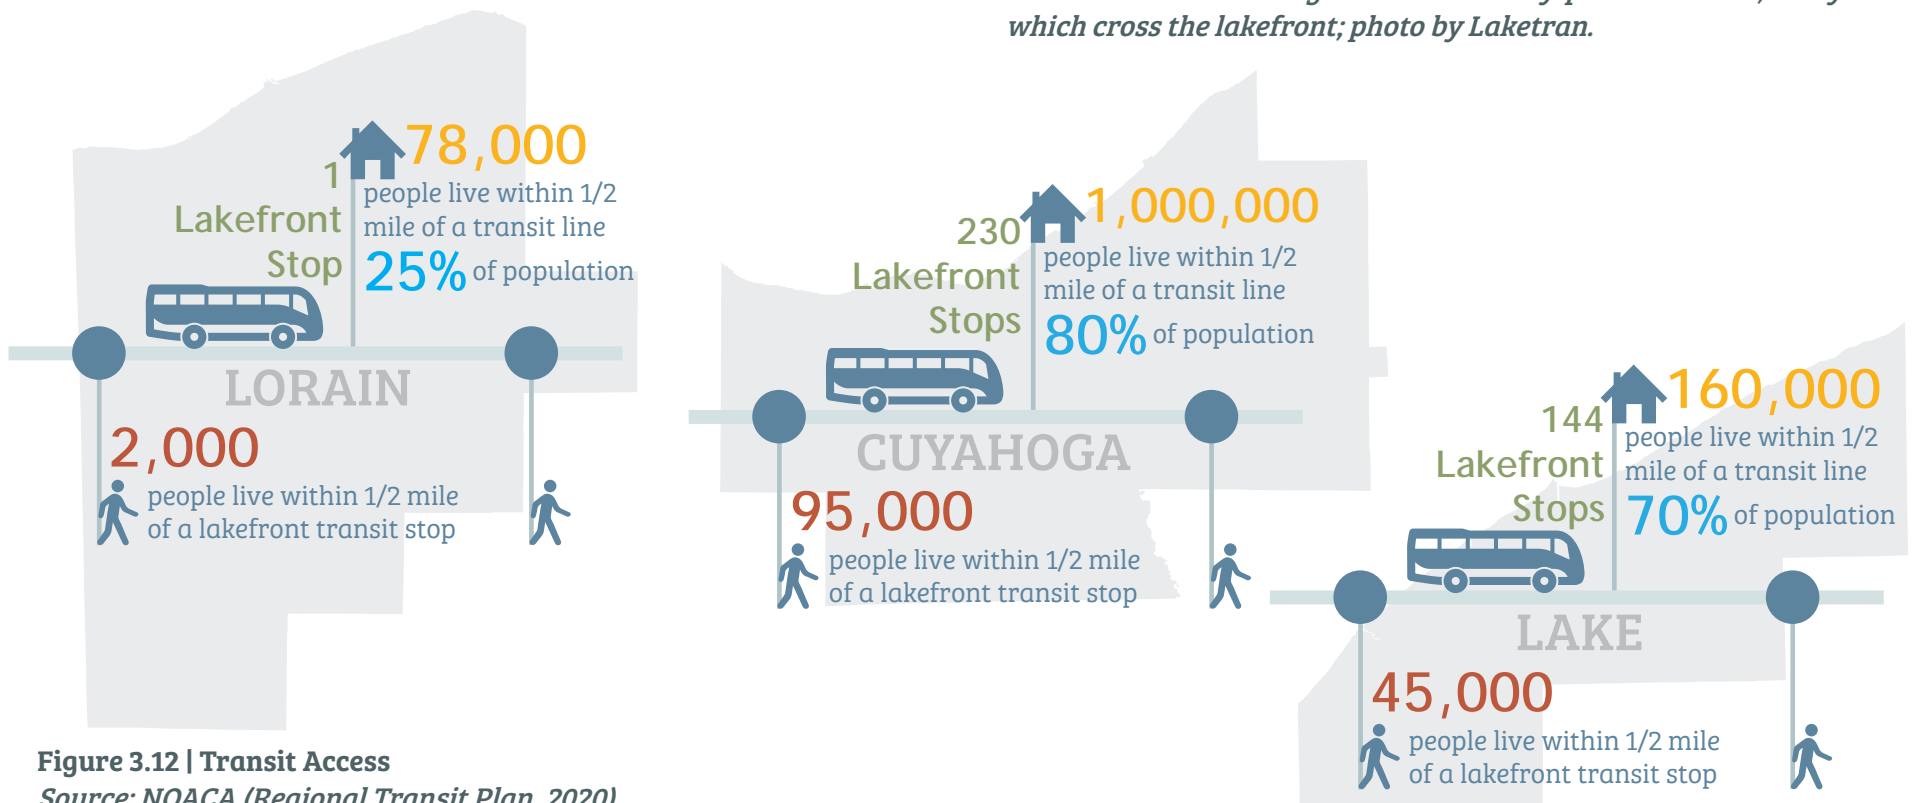 which cross the lakefront; photo by Laketran.
78,000
1
people live within 1/2
Lakefront
mile of a transit line
Stop
25% of population
LORAIN
2,000
people live within 1/2 mile
of a lakefront transit stop
1,000,000
230
people live within 1/2
Lakefront
mile of a transit line
Stops
80% of population
CUYAHOGA
95,000
people live within 1/2 mile
of a lakefront transit stop
160,000
144
people live within 1/2
Lakefront
mile of a transit line
Stops
70% of population
LAKE
45,000
people live within 1/2 mile
of a lakefront transit stop
Figure 3.12 | Transit Access
Source: NOACA (Regional Transit Plan, 2020)